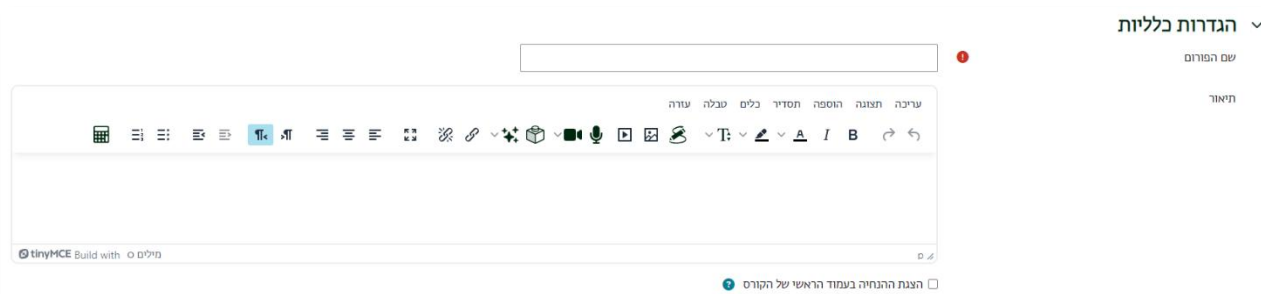 הגדרות כלליות
שם הפורום
תיאור
עריכה תצוגה הוספה תסדיר כלים טבלה עזרה
מילים 0 Build with tinyMCE
הצגת ההנחיה בעמוד הראשי של הקורס